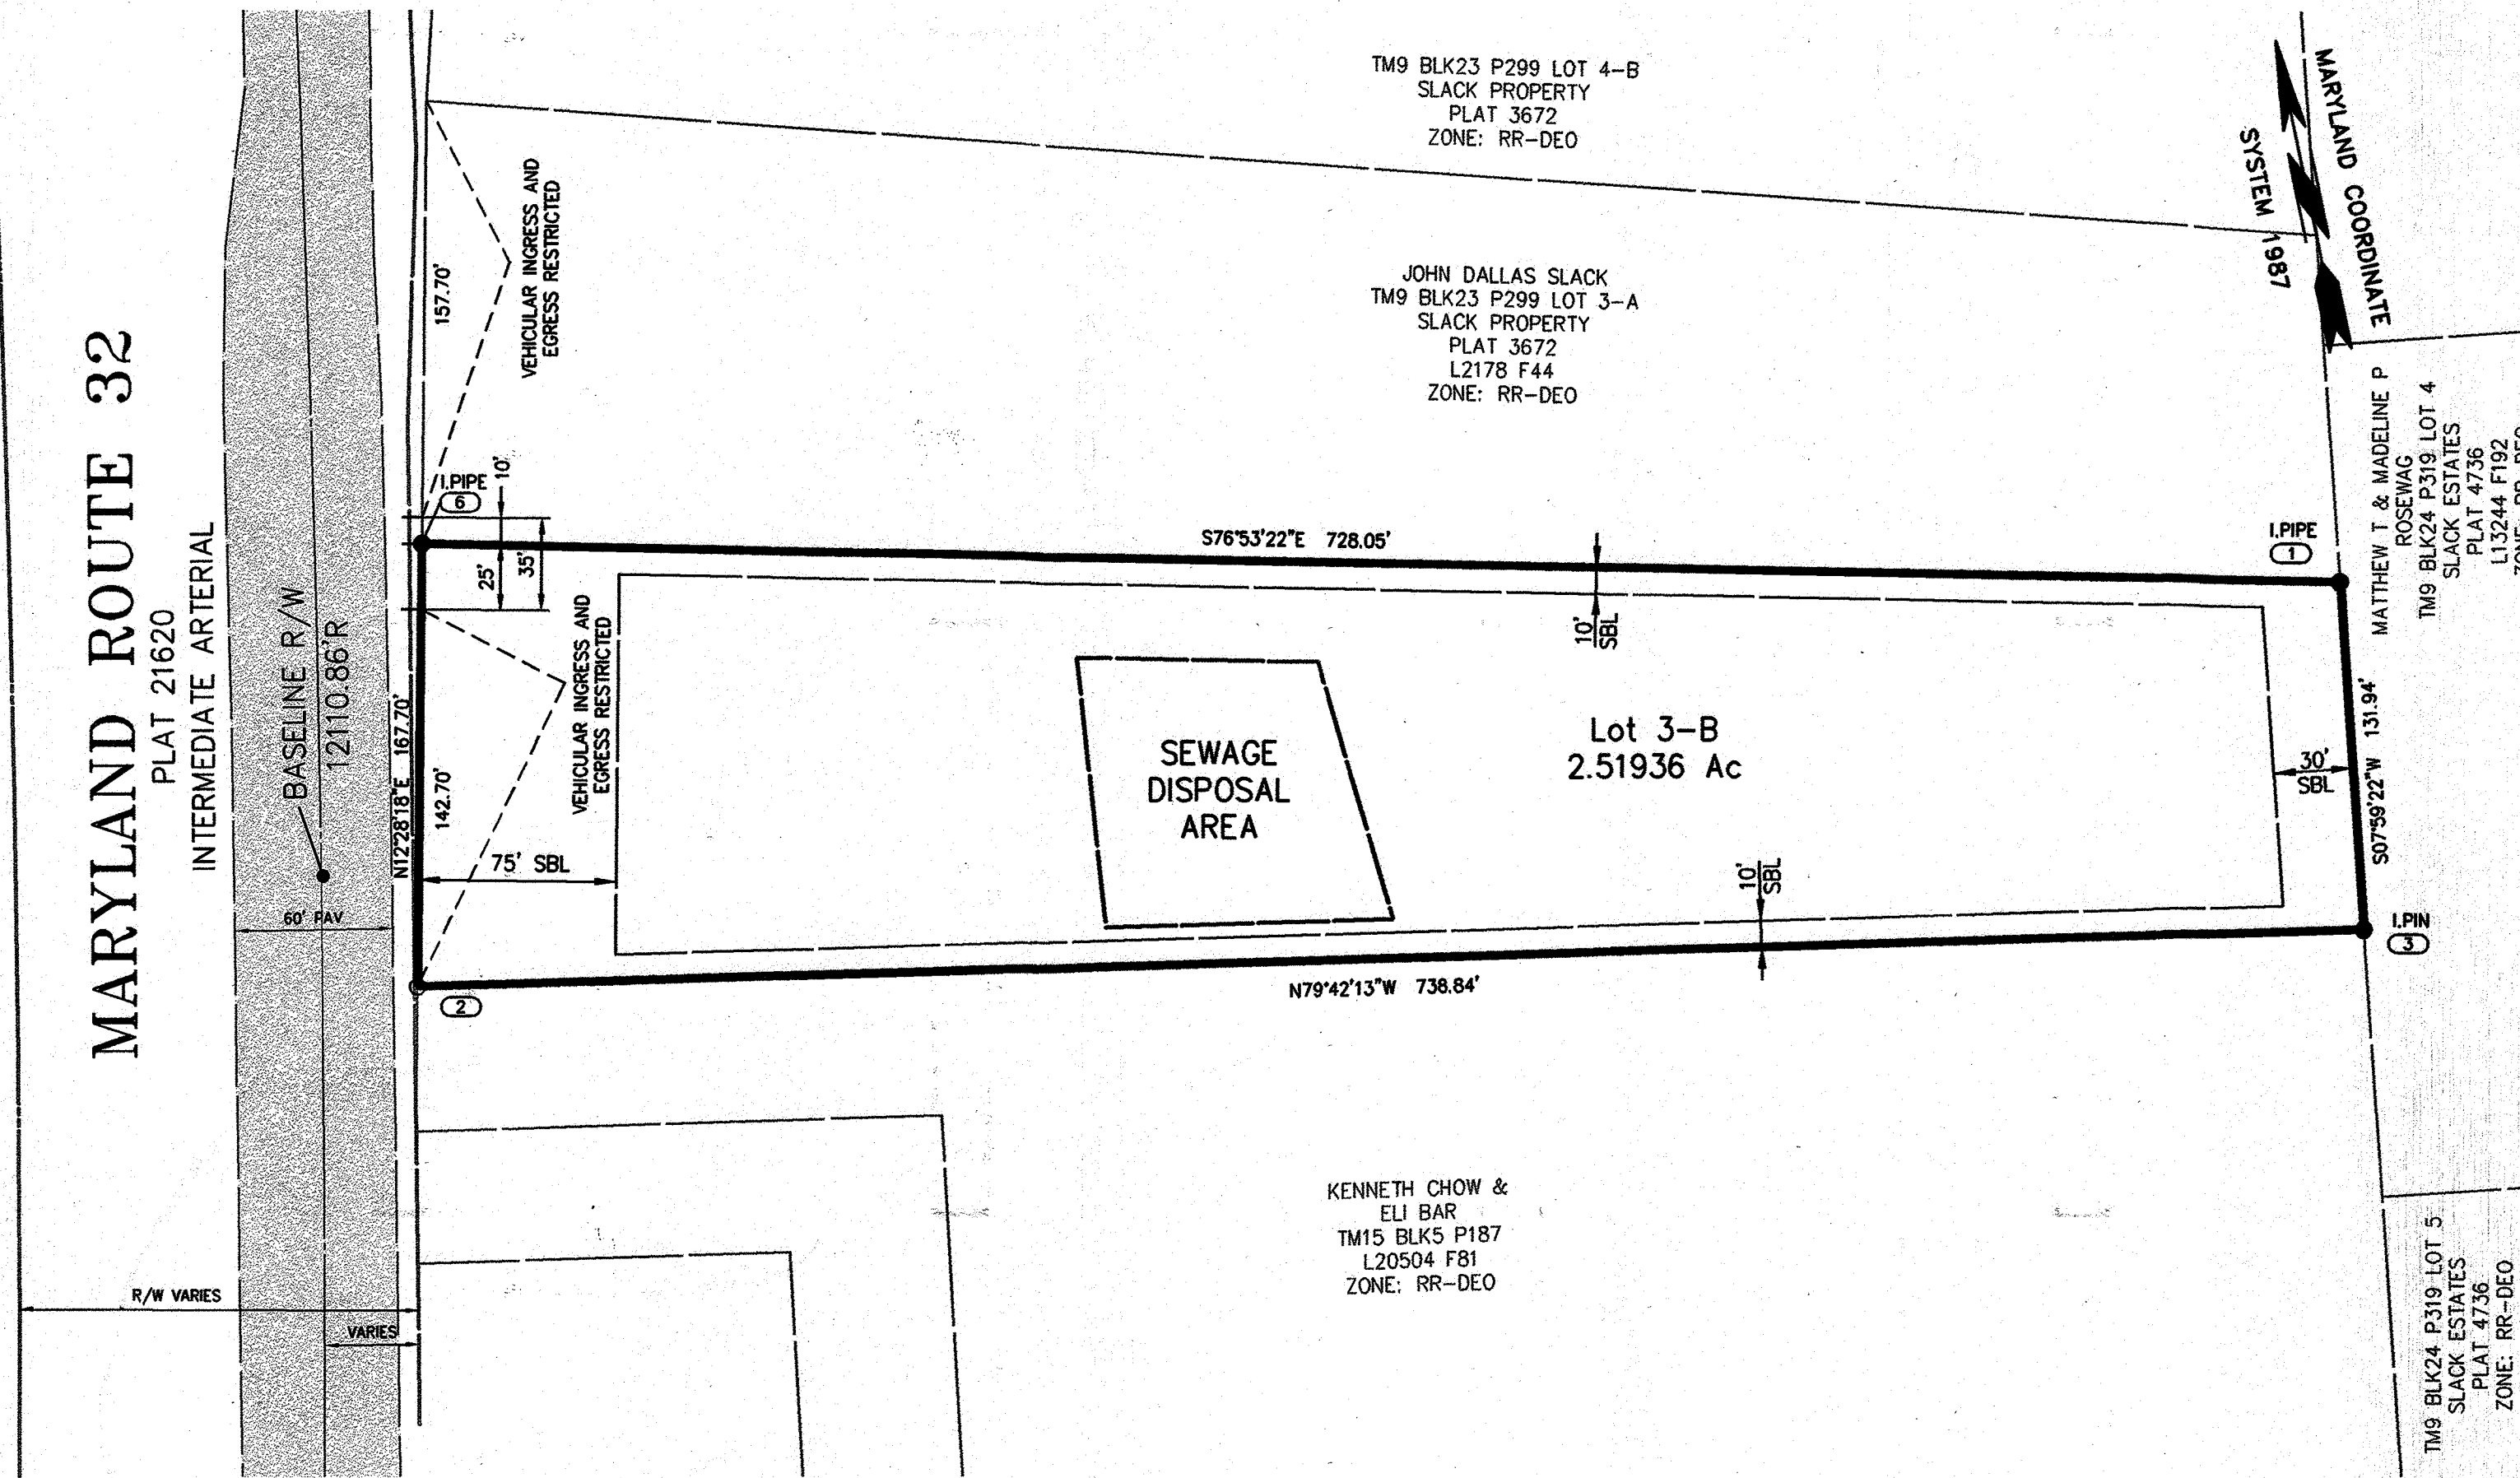 MARYLAND ROUTE 32
PLAT 21620
INTERMEDIATE ARTERIAL
BASELINE R/W
12110.86'R
60' PAV
R/W VARIES
VARIES
N12°28'18"E 167.70'
142.70'
157.70'
VEHICULAR INGRESS AND
EGRESS RESTRICTED
I.PIPE
6
10'
25'
35'
VEHICULAR INGRESS AND
EGRESS RESTRICTED
75' SBL
2
TM9 BLK23 P299 LOT 4-B
SLACK PROPERTY
PLAT 3672
ZONE: RR-DEO
JOHN DALLAS SLACK
TM9 BLK23 P299 LOT 3-A
SLACK PROPERTY
PLAT 3672
L2178 F44
ZONE: RR-DEO
S76°53'22"E 728.05'
10'
SBL
SEWAGE
DISPOSAL
AREA
Lot 3-B
2.51936 Ac
10'
SBL
30'
SBL
N79°42'13"W 738.84'
KENNETH CHOW &
ELI BAR
TM15 BLK5 P187
L20504 F81
ZONE: RR-DEO
MARYLAND COORDINATE
SYSTEM 1987
I.PIPE
1
MATTHEW T & MADELINE P
ROSEWAG
TM9 BLK24 P319 LOT 4
SLACK ESTATES
PLAT 4736
L13244 F192
ZONE: RR-DEO
S07°59'22"W 131.94'
I.PIN
3
TM9 BLK24 P319 LOT 5
SLACK ESTATES
PLAT 4736
ZONE: RR-DEO